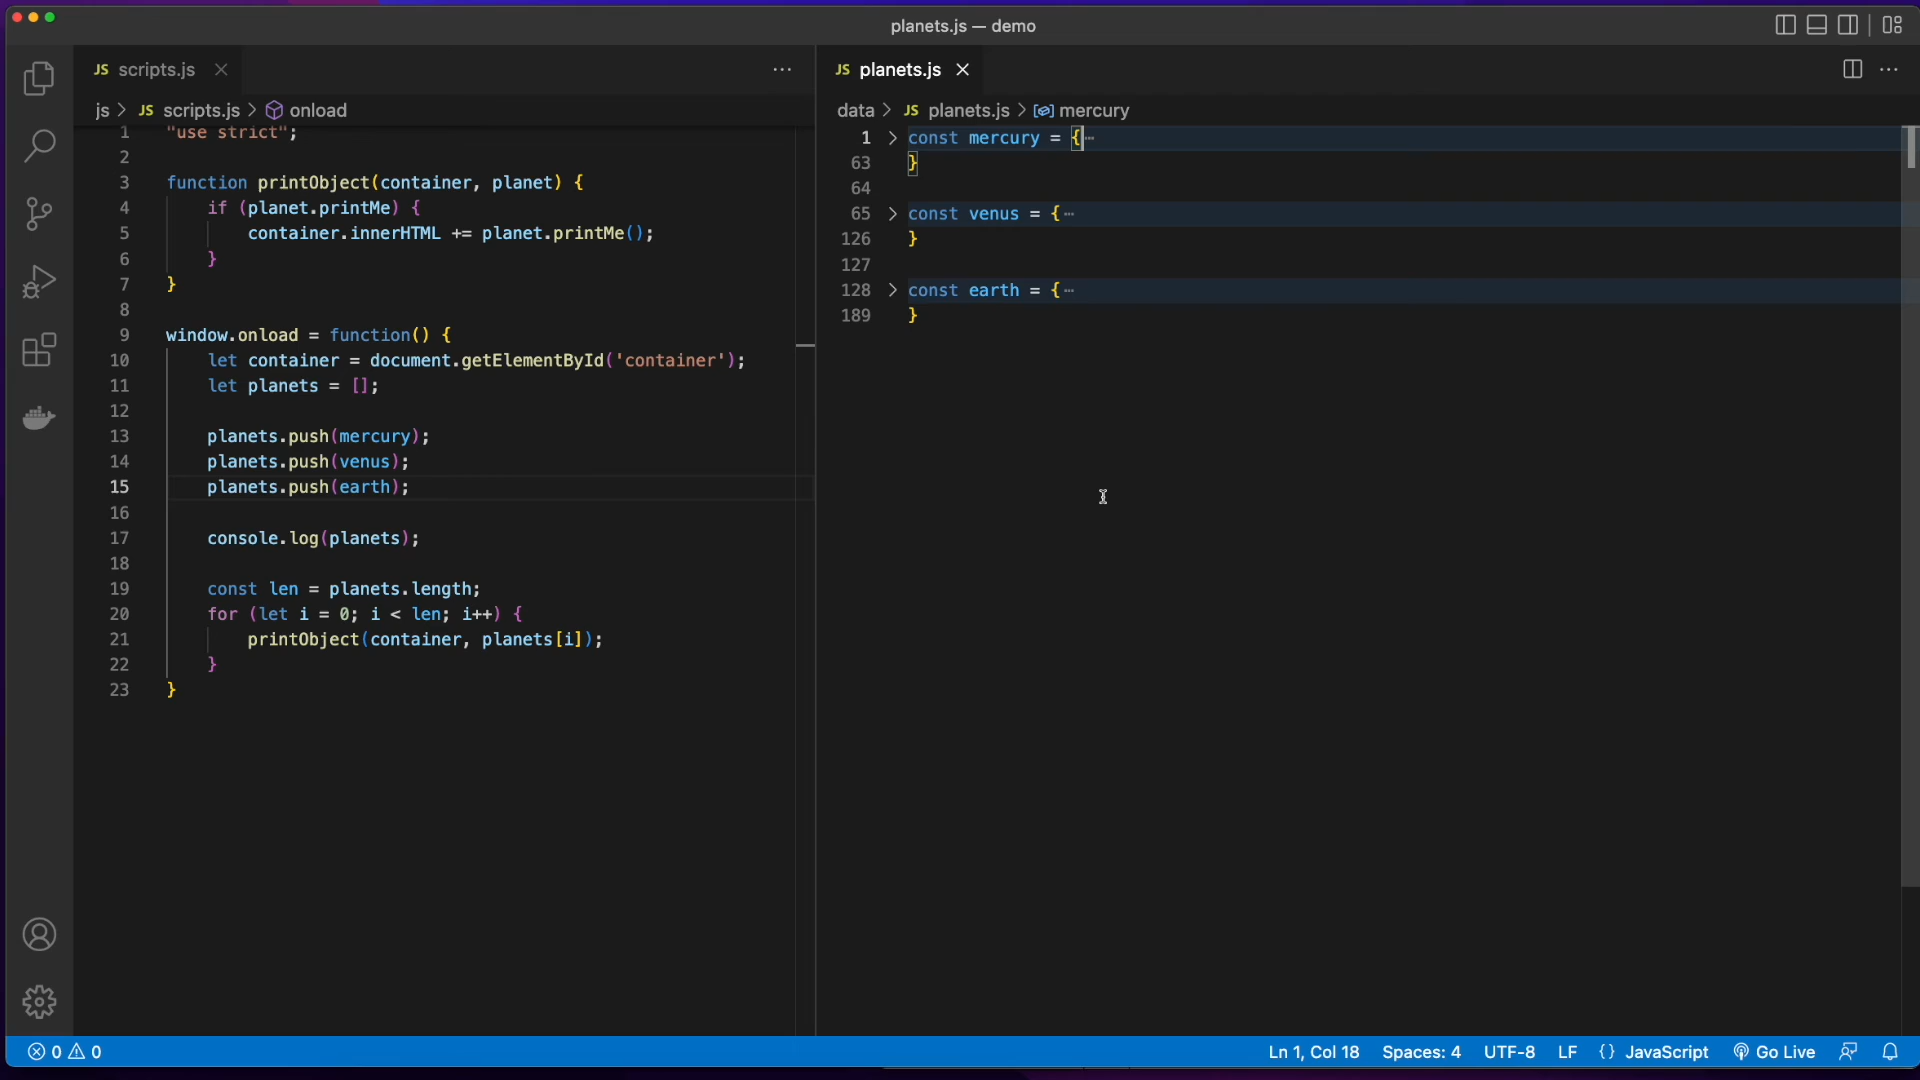 planets.js — demo
JS scripts.js
js > JS scripts.js > onload
1 "use strict";
2
3 function printObject(container, planet) {
4 if (planet.printMe) {
5 container.innerHTML += planet.printMe();
6 }
7 }
8
9 window.onload = function() {
10 let container = document.getElementById('container');
11 let planets = [];
12
13 planets.push(mercury);
14 planets.push(venus);
15 planets.push(earth);
16
17 console.log(planets);
18
19 const len = planets.length;
20 for (let i = 0; i < len; i++) {
21 printObject(container, planets[i]);
22 }
23 }
JS planets.js
data > JS planets.js > mercury
1 > const mercury = {⋯
63 }
64
65 > const venus = {⋯
126 }
127
128 > const earth = {⋯
189 }
0 0
Ln 1, Col 18 Spaces: 4 UTF-8 LF {} JavaScript Go Live